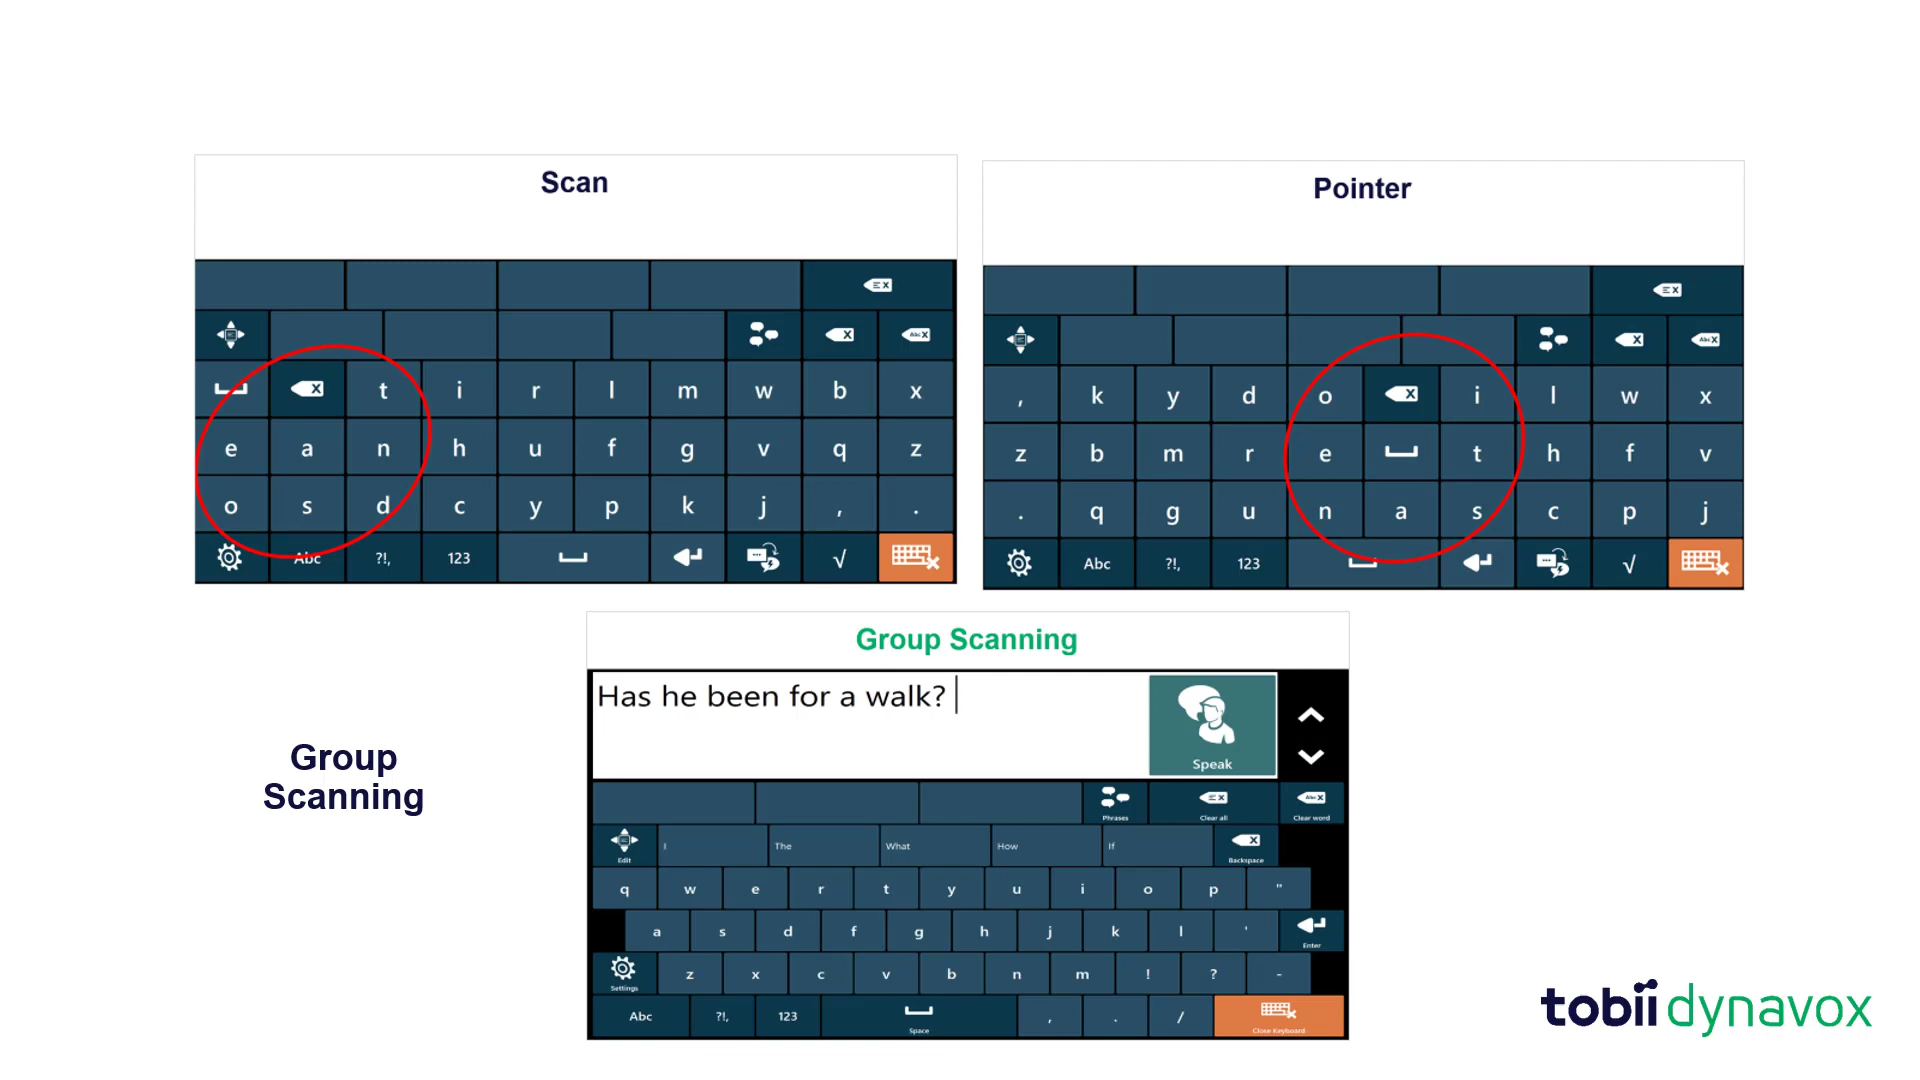 Scan
t i r l m w b x
e a n h u f g v q z
o s d c y p k j , .
Abc ?!, 123 √
Pointer
, k y d o i l w x
z b m r e t h f v
. q g u n a s c p j
Abc ?!, 123 √
Group Scanning
Has he been for a walk?
Speak
Phrases Clear all Clear word
Edit I The What How If Backspace
q w e r t y u i o p "
a s d f g h j k l ' Enter
Settings z x c v b n m ! ? -
Abc ?!, 123 Space , . / Close Keyboard
Group
Scanning
tobii dynavox